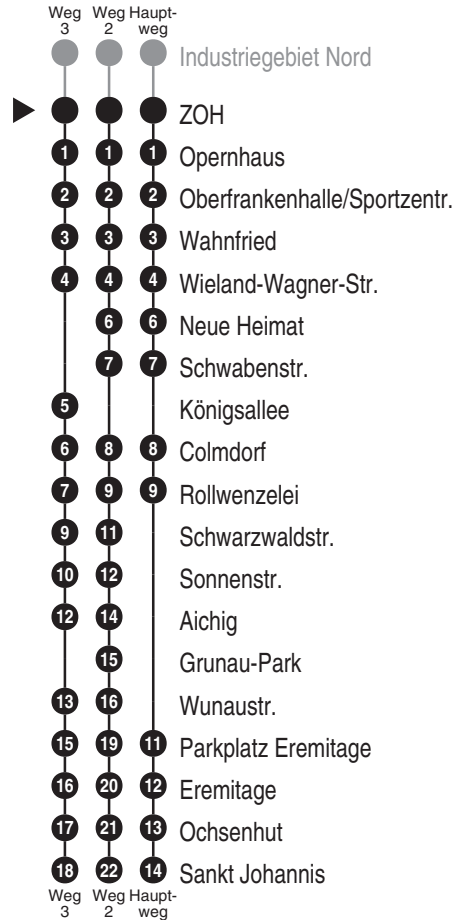 Weg Weg Haupt-
3 2 weg
Industriegebiet Nord
ZOH
1 1 1 Opernhaus
2 2 2 Oberfrankenhalle/Sportzentr.
3 3 3 Wahnfried
4 4 4 Wieland-Wagner-Str.
6 6 Neue Heimat
7 7 Schwabenstr.
5 Königsallee
6 8 8 Colmdorf
7 9 9 Rollwenzelei
9 11 Schwarzwaldstr.
10 12 Sonnenstr.
12 14 Aichig
15 Grunau-Park
13 16 Wunaustr.
15 19 11 Parkplatz Eremitage
16 20 12 Eremitage
17 21 13 Ochsenhut
18 22 14 Sankt Johannis
Weg Weg Haupt-
3 2 weg